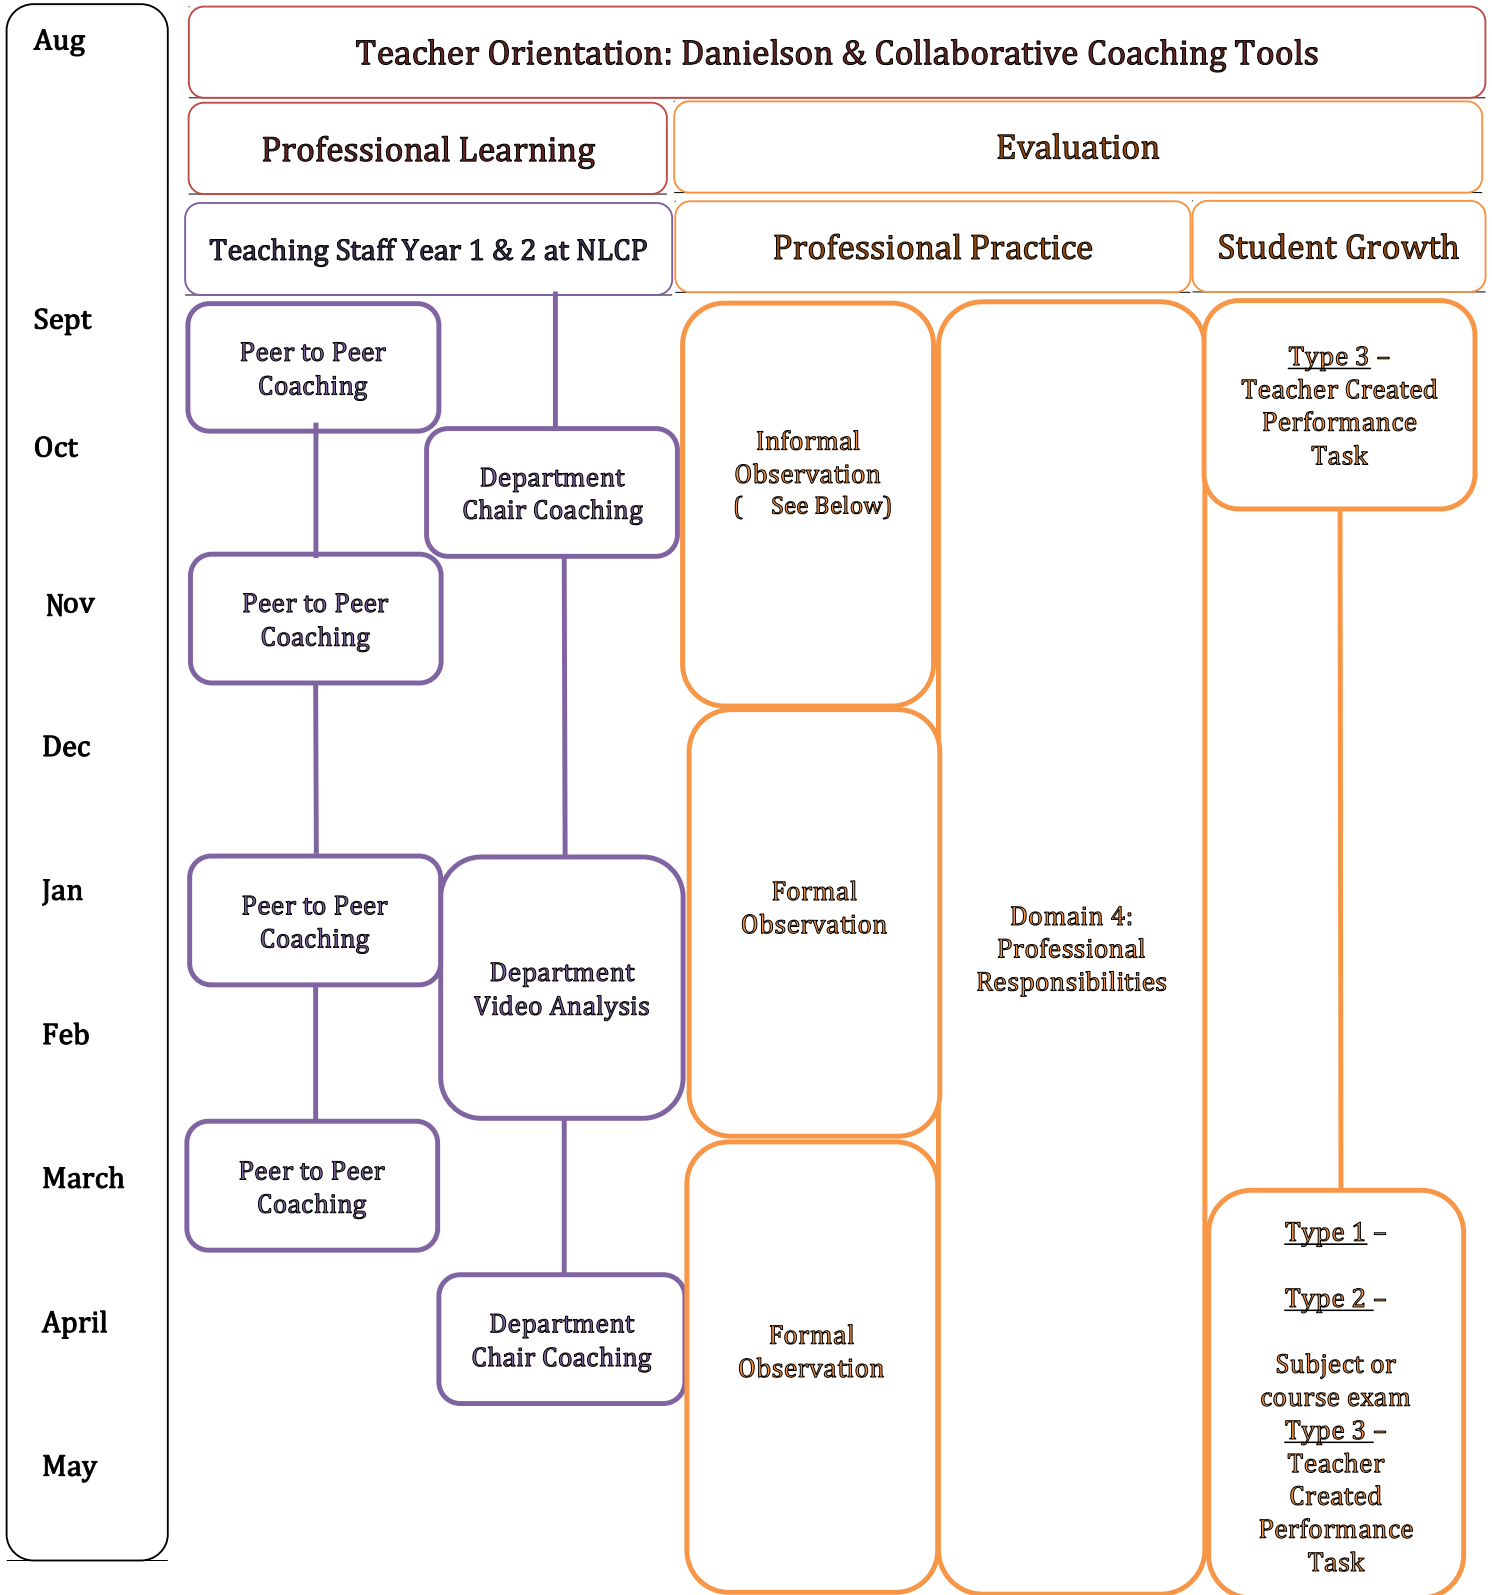 Aug
Teacher Orientation: Danielson & Collaborative Coaching Tools
Professional Learning
Evaluation
Teaching Staff Year 1 & 2 at NLCP
Professional Practice
Student Growth
Sept
Oct
Nov
Dec
Jan
Feb
March
April
May
Peer to Peer
Coaching
Peer to Peer
Coaching
Peer to Peer
Coaching
Peer to Peer
Coaching
Department
Chair Coaching
Department
Video Analysis
Department
Chair Coaching
Informal
Observation
( See Below)
Formal
Observation
Formal
Observation
Domain 4:
Professional
Responsibilities
Type 3 –
Teacher Created
Performance
Task
Type 1 –
Type 2 –
Subject or
course exam
Type 3 –
Teacher
Created
Performance
Task